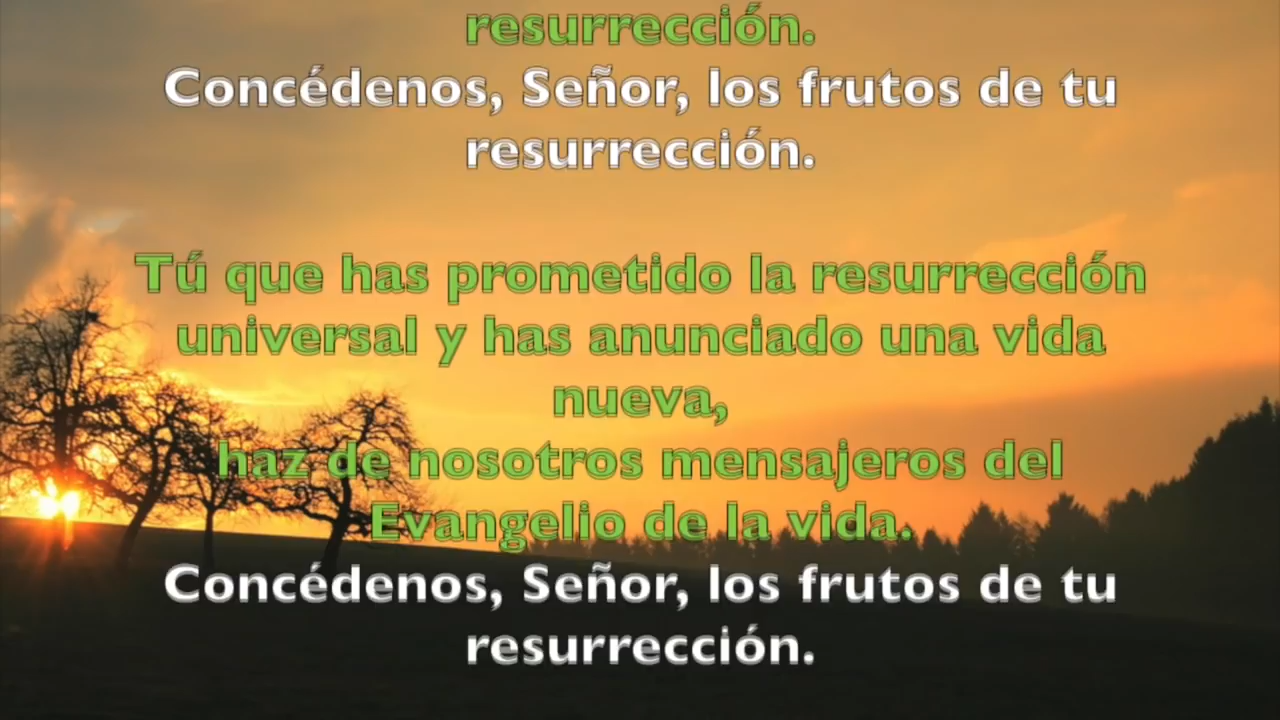 resurrección.
Concédenos, Señor, los frutos de tu
resurrección.
Tú que has prometido la resurrección
universal y has anunciado una vida
nueva,
haz de nosotros mensajeros del
Evangelio de la vida.
Concédenos, Señor, los frutos de tu
resurrección.